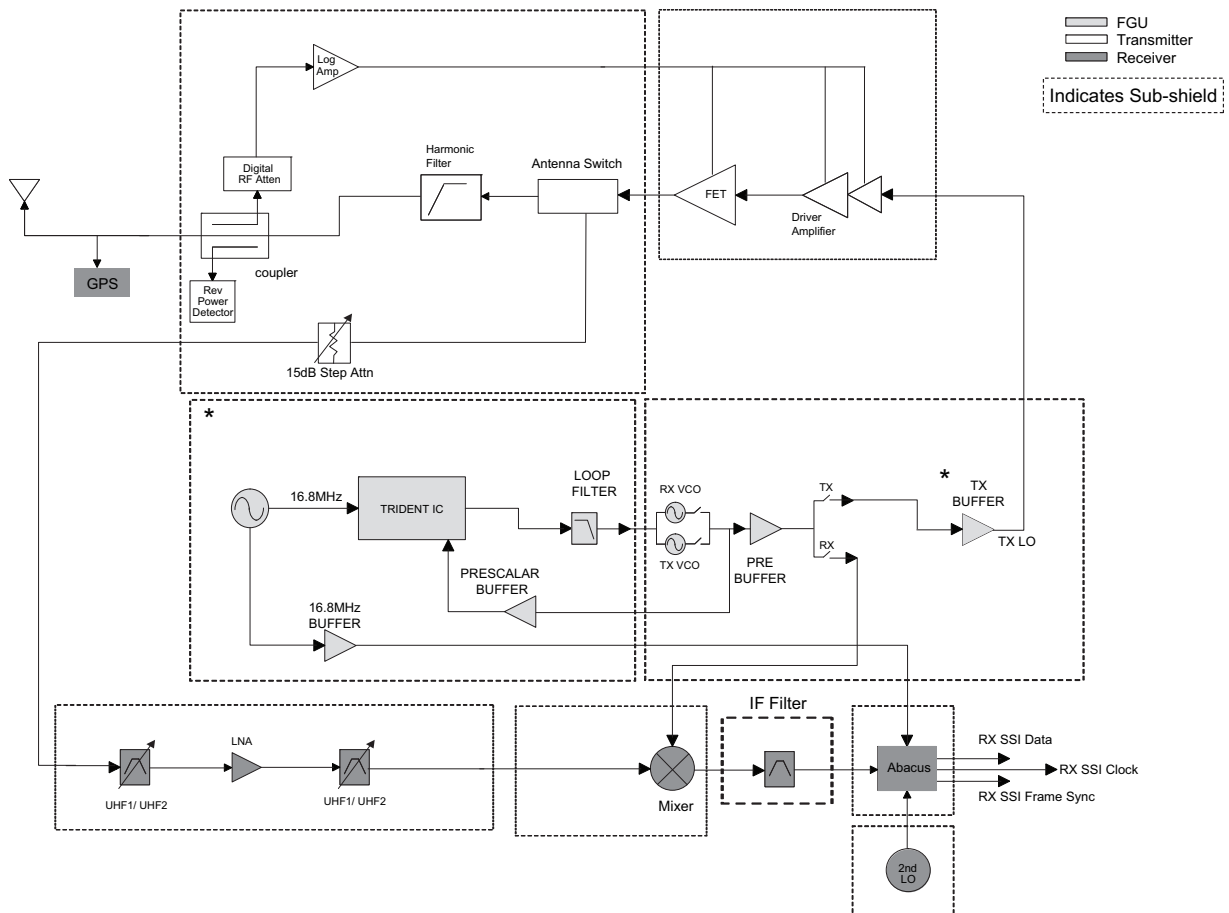 FGU
Transmitter
Receiver
Indicates Sub-shield
Log
Amp
Harmonic
Filter
Antenna Switch
Digital
RF Atten
FET
Driver
Amplifier
GPS
coupler
Rev
Power
Detector
15dB Step Attn
*
LOOP
FILTER
16.8MHz
TRIDENT IC
RX VCO
TX VCO
PRE
BUFFER
TX
RX
*
TX
BUFFER
TX LO
PRESCALAR
BUFFER
16.8MHz
BUFFER
IF Filter
LNA
UHF1/ UHF2
UHF1/ UHF2
Mixer
Abacus
RX SSI Data
RX SSI Clock
RX SSI Frame Sync
2nd
LO